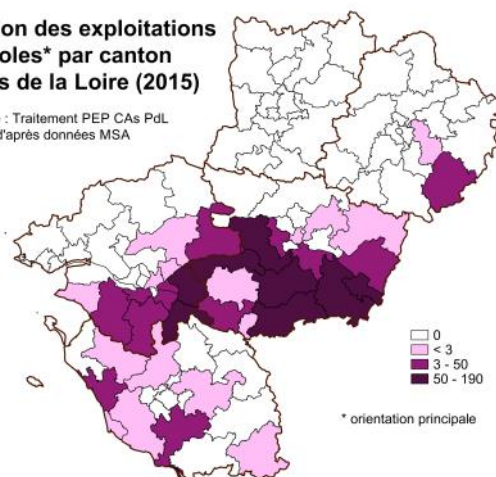 on des exploitations
oles* par canton
s de la Loire (2015)
: Traitement PEP CAs PdL
d'après données MSA
0
< 3
3 - 50
50 - 190
* orientation principale